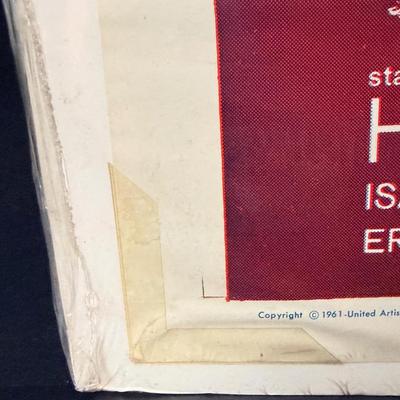 sta
H
ISA
ER
Copyright © 1961-United Artis